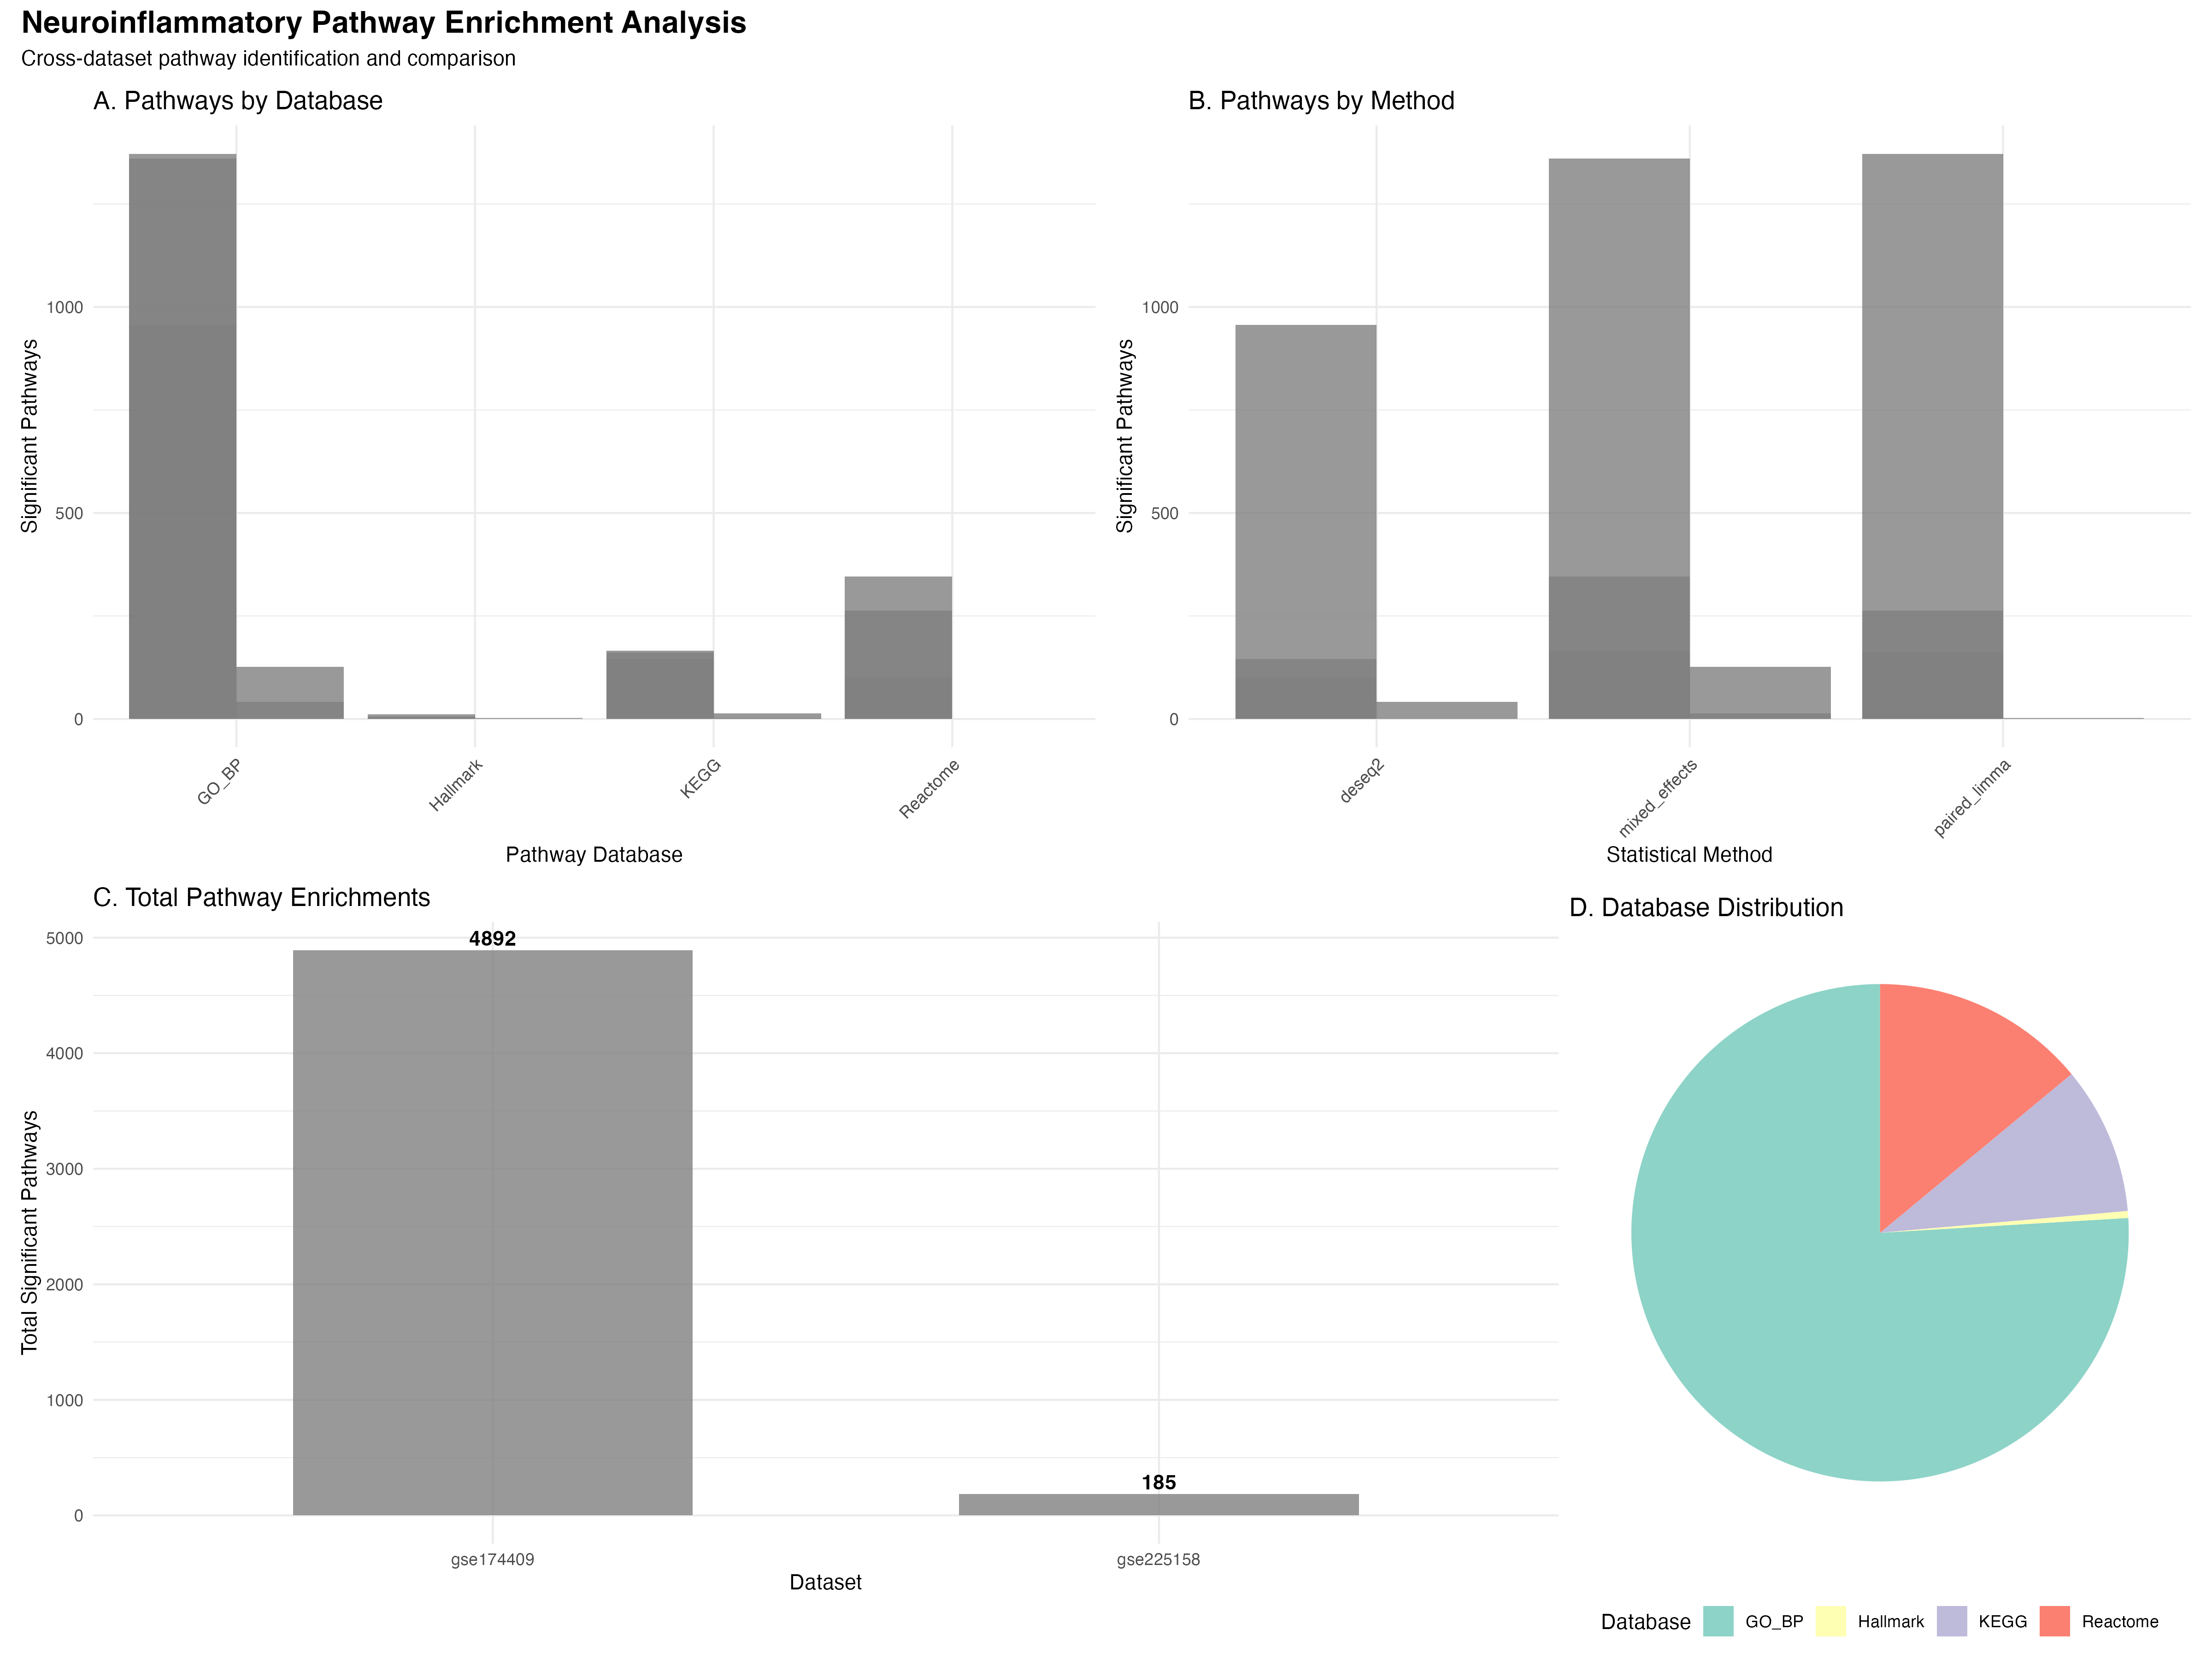 Neuroinflammatory Pathway Enrichment Analysis
Cross-dataset pathway identification and comparison
A. Pathways by Database
Significant Pathways
1000
500
0
GO_BP
Hallmark
KEGG
Reactome
Pathway Database
B. Pathways by Method
Significant Pathways
1000
500
0
deseq2
mixed_effects
paired_limma
Statistical Method
C. Total Pathway Enrichments
Total Significant Pathways
5000
4000
3000
2000
1000
0
4892
185
gse174409
gse225158
Dataset
D. Database Distribution
Database GO_BP Hallmark KEGG Reactome